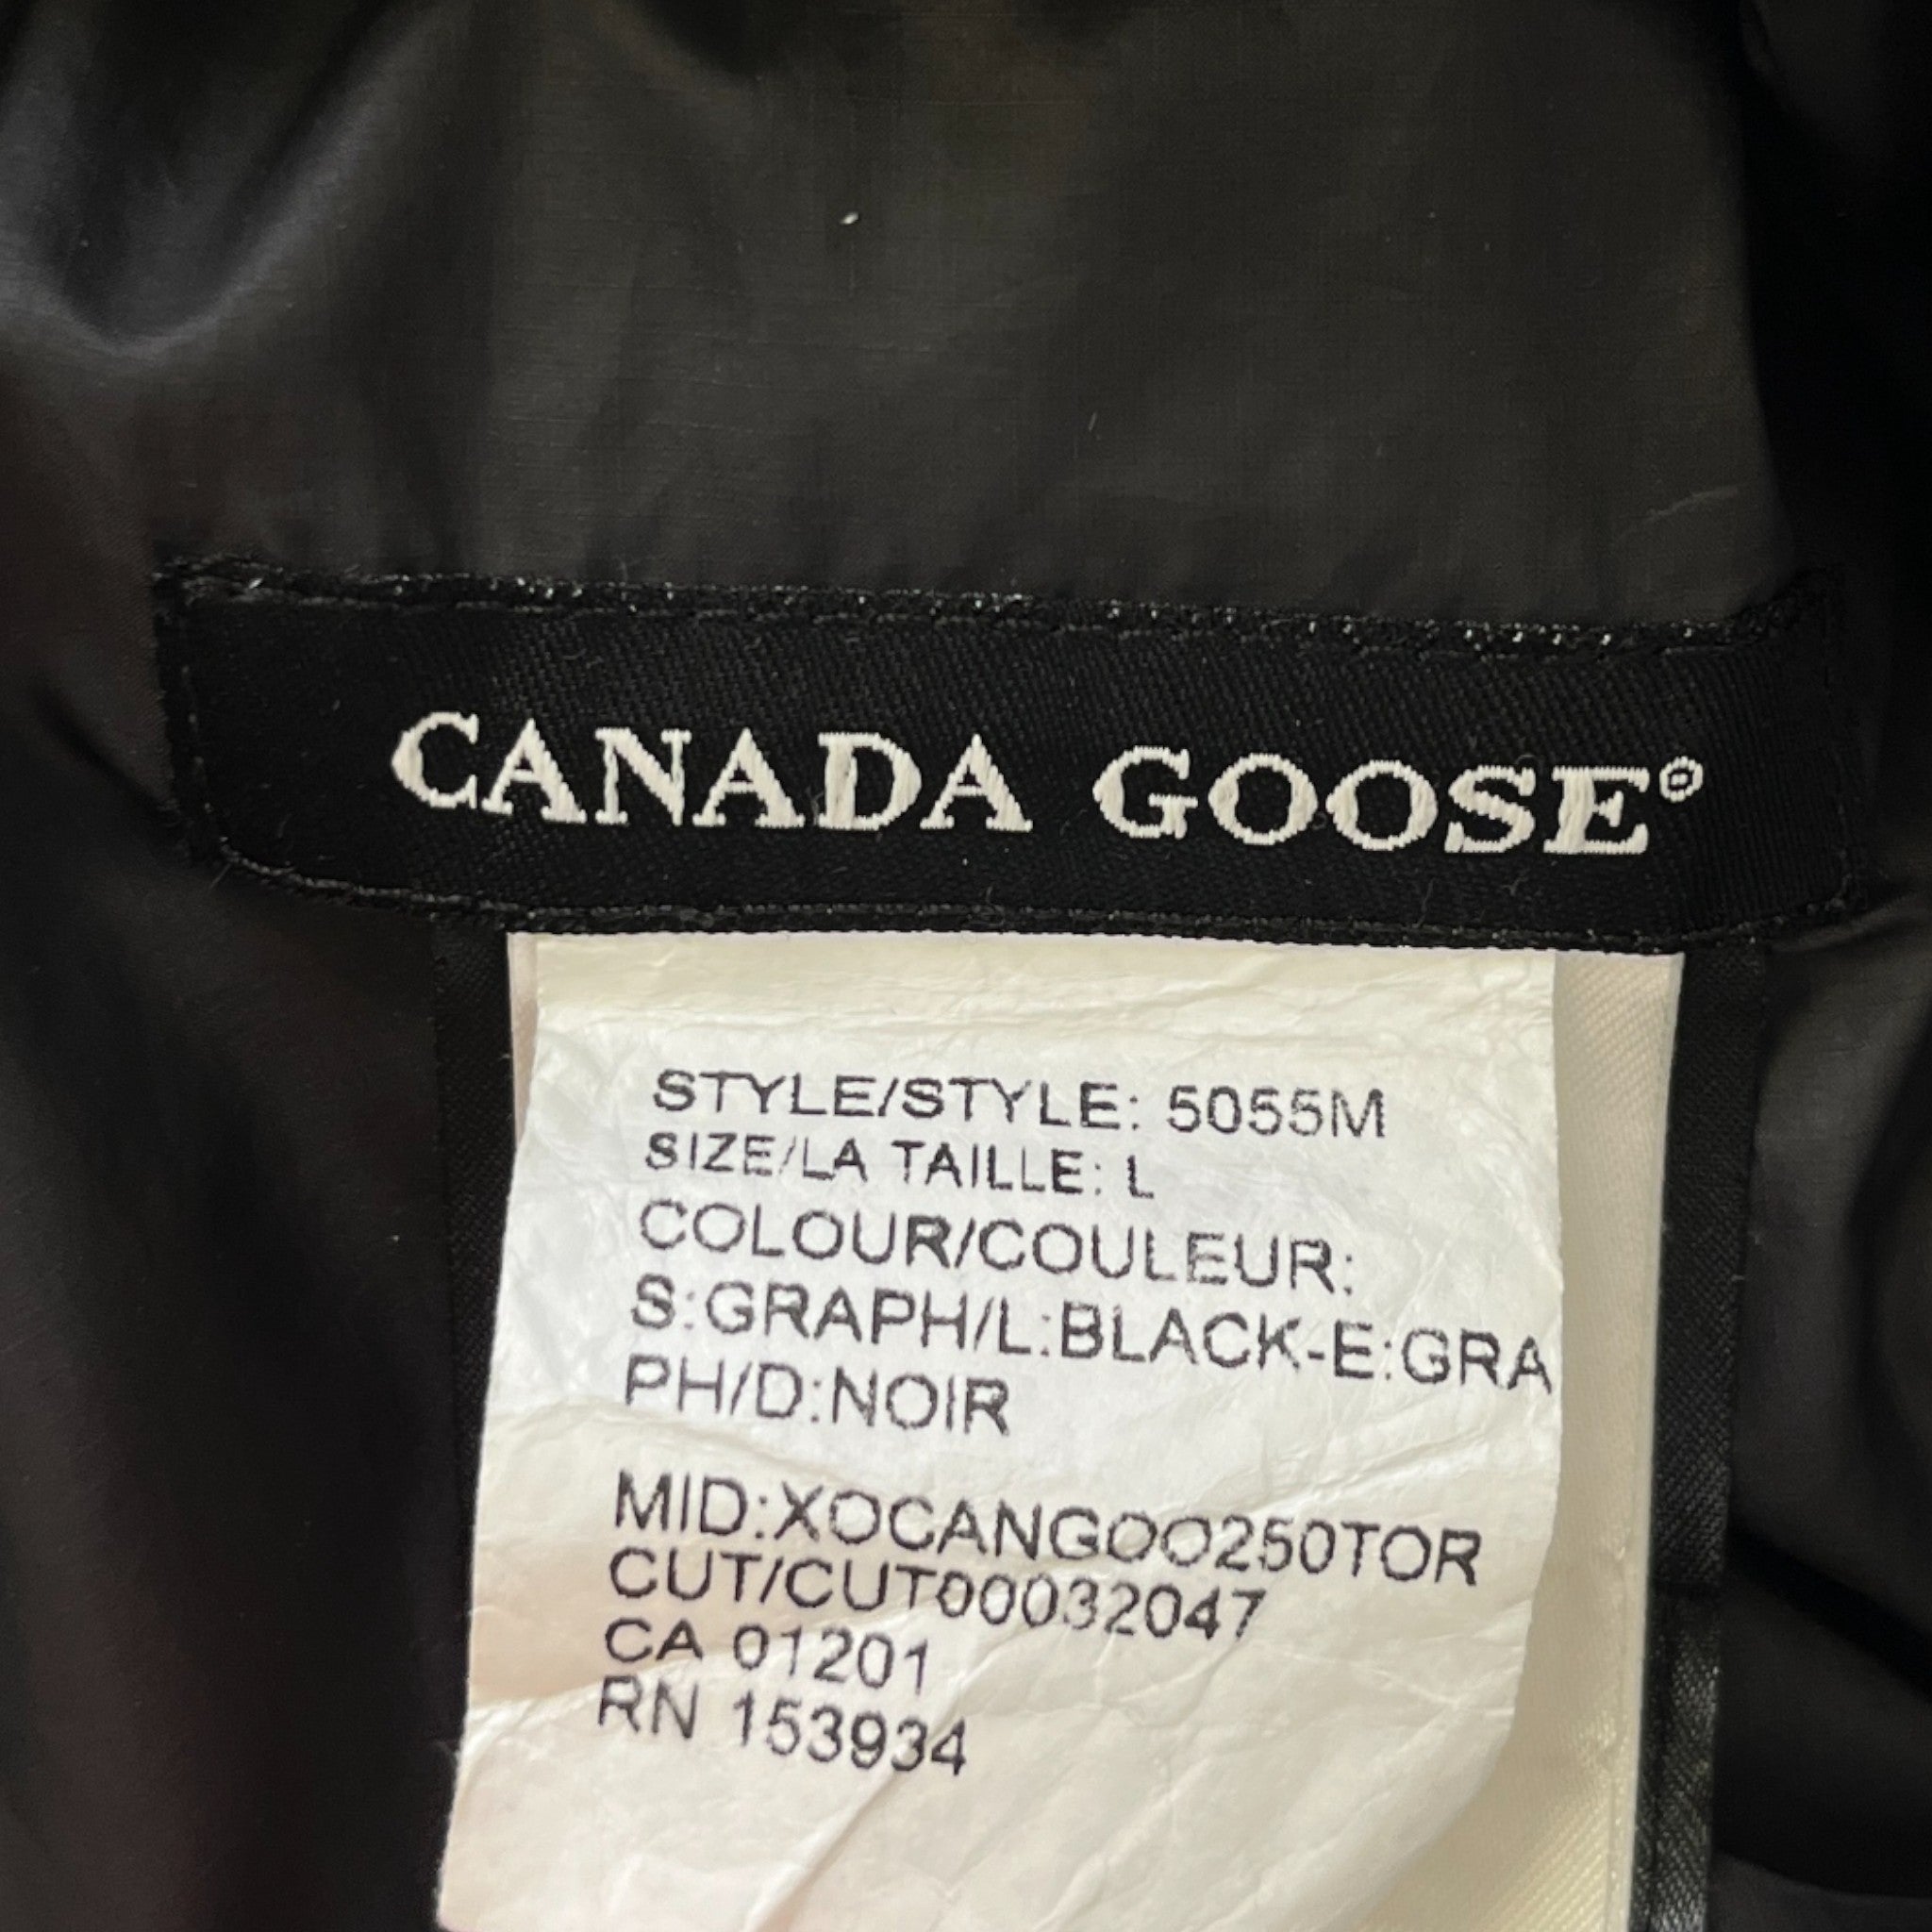 CANADA GOOSE®
STYLE/STYLE: 5055M
SIZE/LA TAILLE: L
COLOUR/COULEUR:
S:GRAPH/L:BLACK-E:GRA
PH/D:NOIR
MID:XOCANGOO250TOR
CUT/CUT00032047
CA 01201
RN 153934